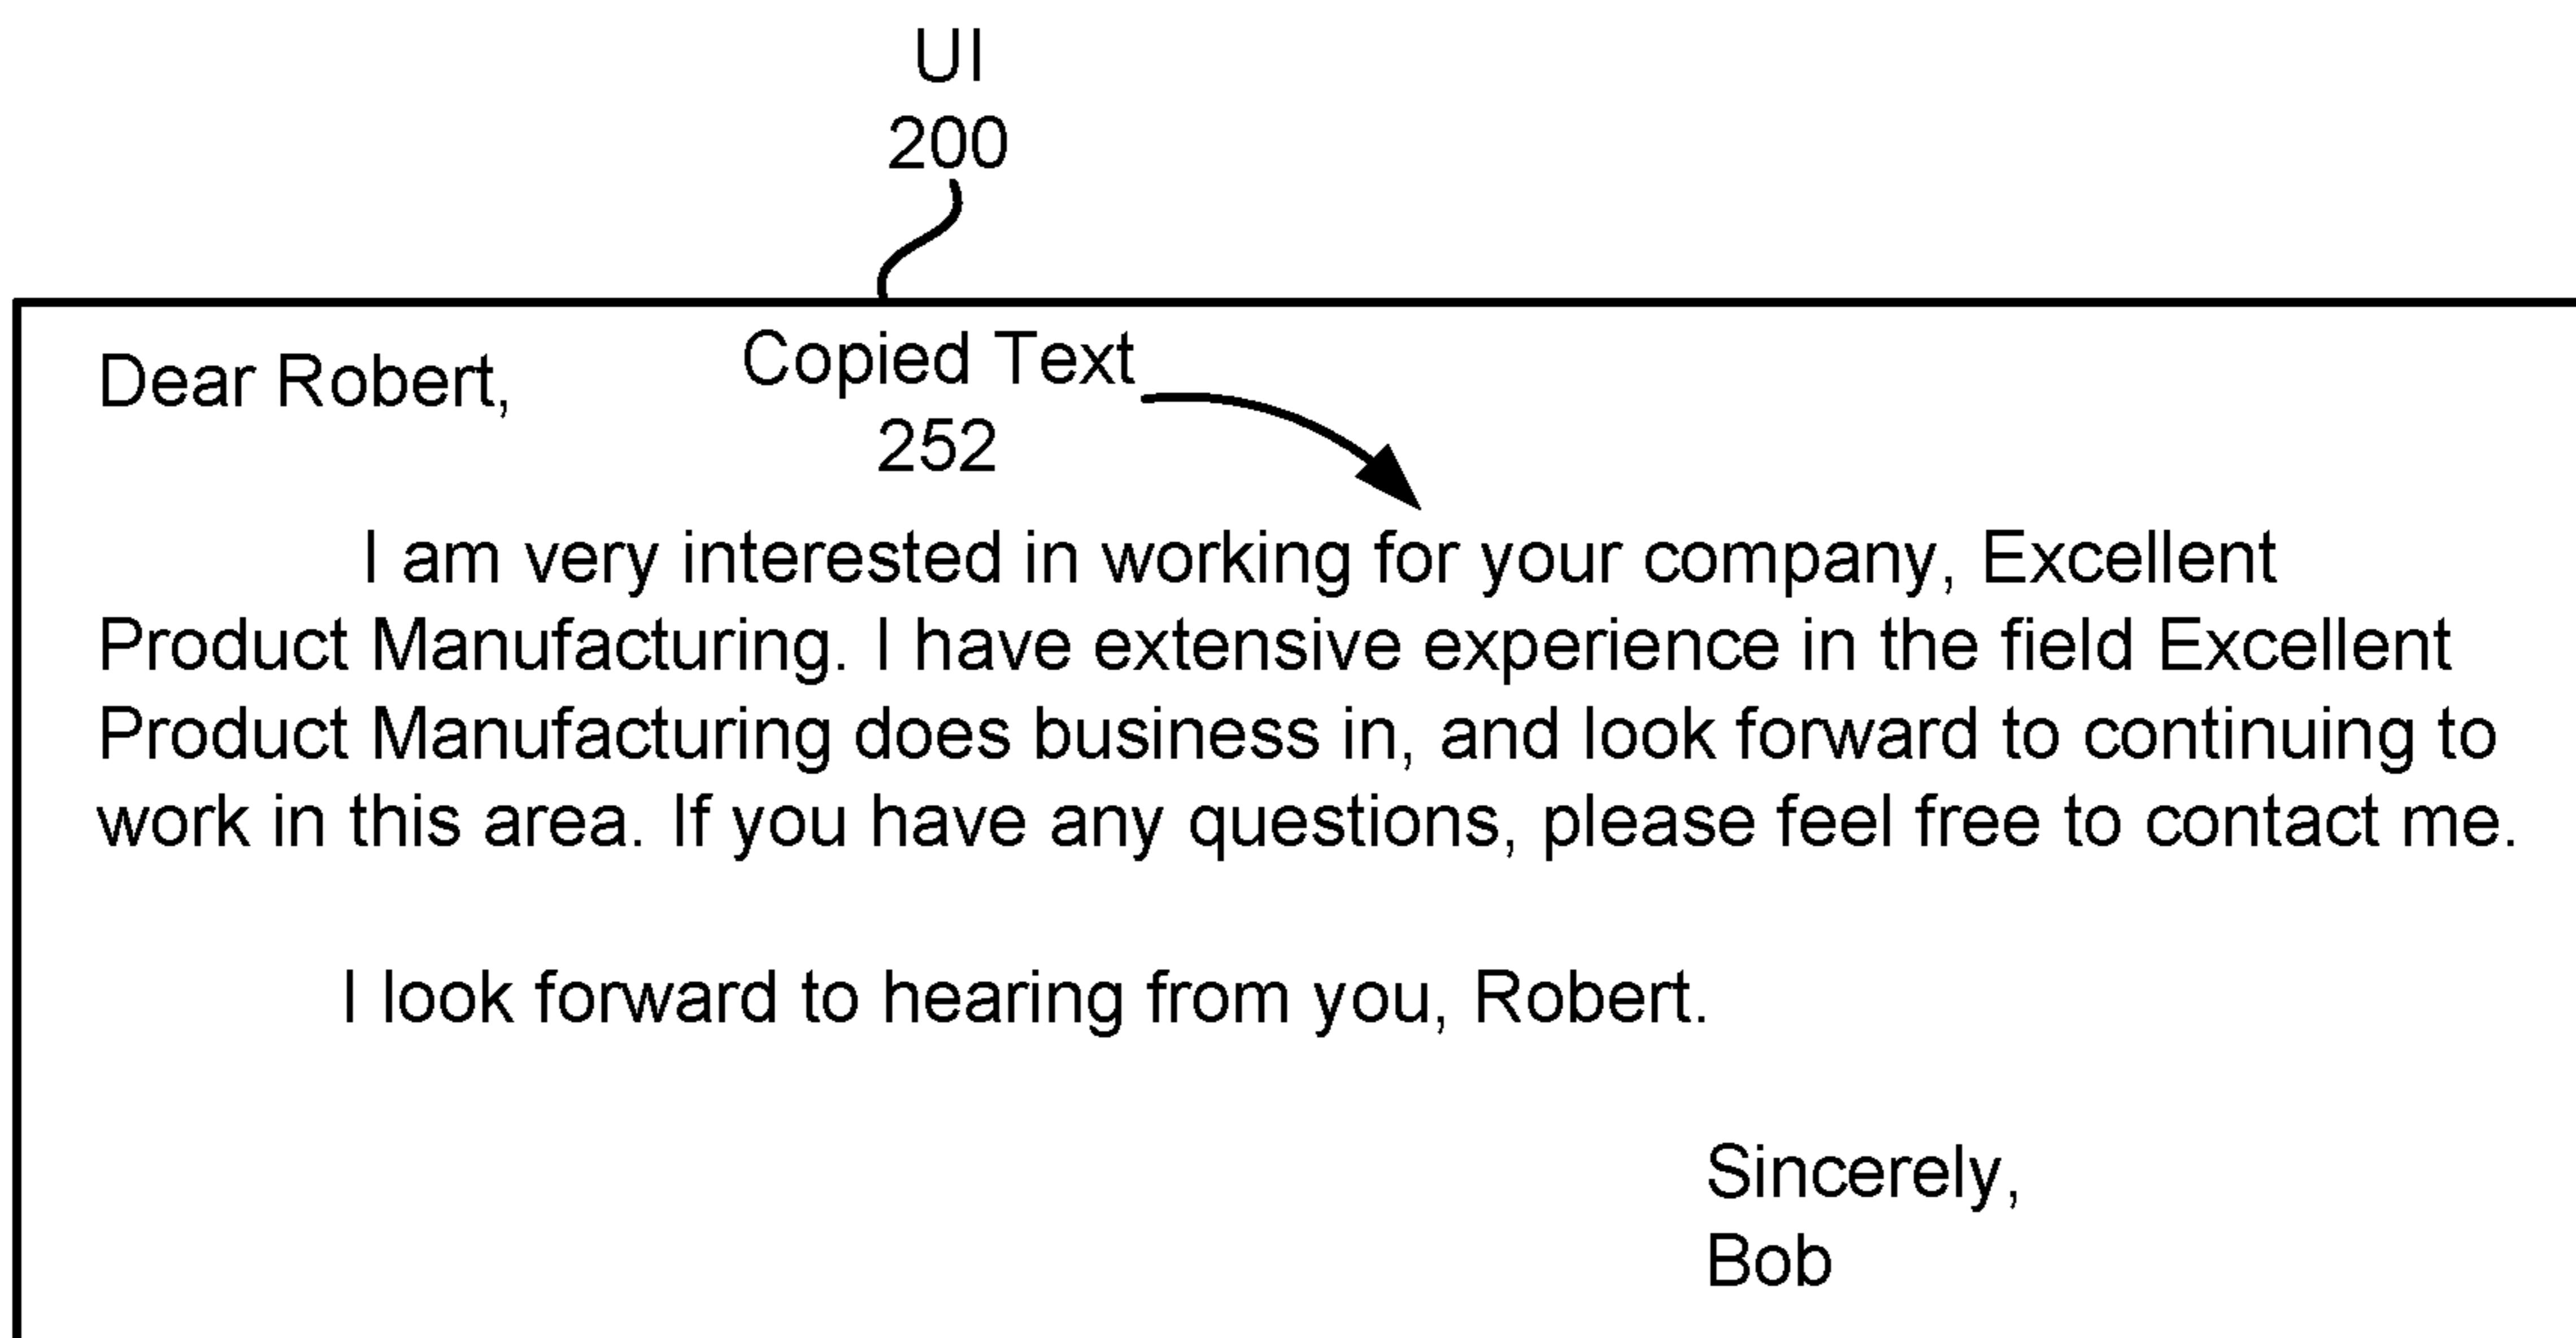 UI
200
Dear Robert,
Copied Text
252
I am very interested in working for your company, Excellent
Product Manufacturing. I have extensive experience in the field Excellent
Product Manufacturing does business in, and look forward to continuing to
work in this area. If you have any questions, please feel free to contact me.
I look forward to hearing from you, Robert.
Sincerely,
Bob